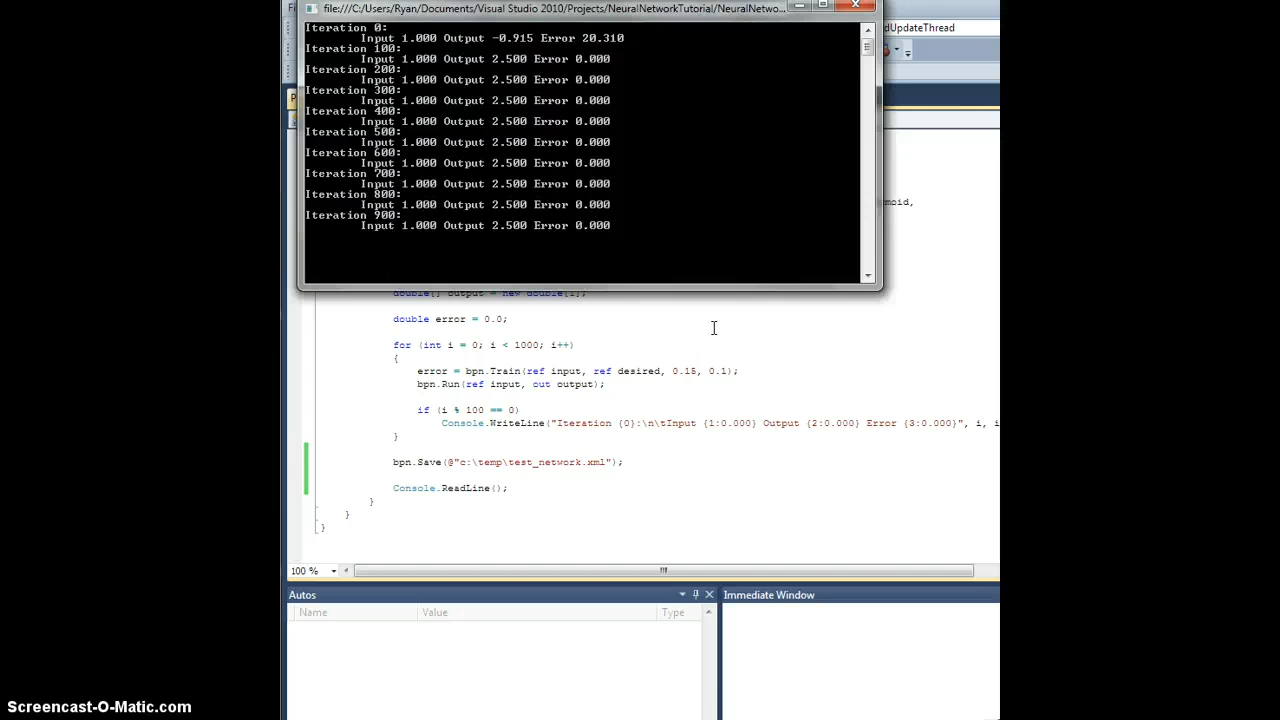 file:///C:/Users/Ryan/Documents/Visual Studio 2010/Projects/NeuralNetworkTutorial/NeuralNetwo...
Iteration 0:
Input 1.000 Output -0.915 Error 20.310
Iteration 100:
Input 1.000 Output 2.500 Error 0.000
Iteration 200:
Input 1.000 Output 2.500 Error 0.000
Iteration 300:
Input 1.000 Output 2.500 Error 0.000
Iteration 400:
Input 1.000 Output 2.500 Error 0.000
Iteration 500:
Input 1.000 Output 2.500 Error 0.000
Iteration 600:
Input 1.000 Output 2.500 Error 0.000
Iteration 700:
Input 1.000 Output 2.500 Error 0.000
Iteration 800:
Input 1.000 Output 2.500 Error 0.000
Iteration 900:
Input 1.000 Output 2.500 Error 0.000
dUpdateThread
moid,
double[] output = new double[1];
double error = 0.0;
for (int i = 0; i < 1000; i++)
{
error = bpn.Train(ref input, ref desired, 0.15, 0.1);
bpn.Run(ref input, out output);
if (i % 100 == 0)
Console.WriteLine("Iteration {0}:\n\tInput {1:0.000} Output {2:0.000} Error {3:0.000}", i, i
}
bpn.Save(@"c:\temp\test_network.xml");
Console.ReadLine();
}
}
}
100 %
Autos
Name Value Type
Immediate Window
Screencast-O-Matic.com